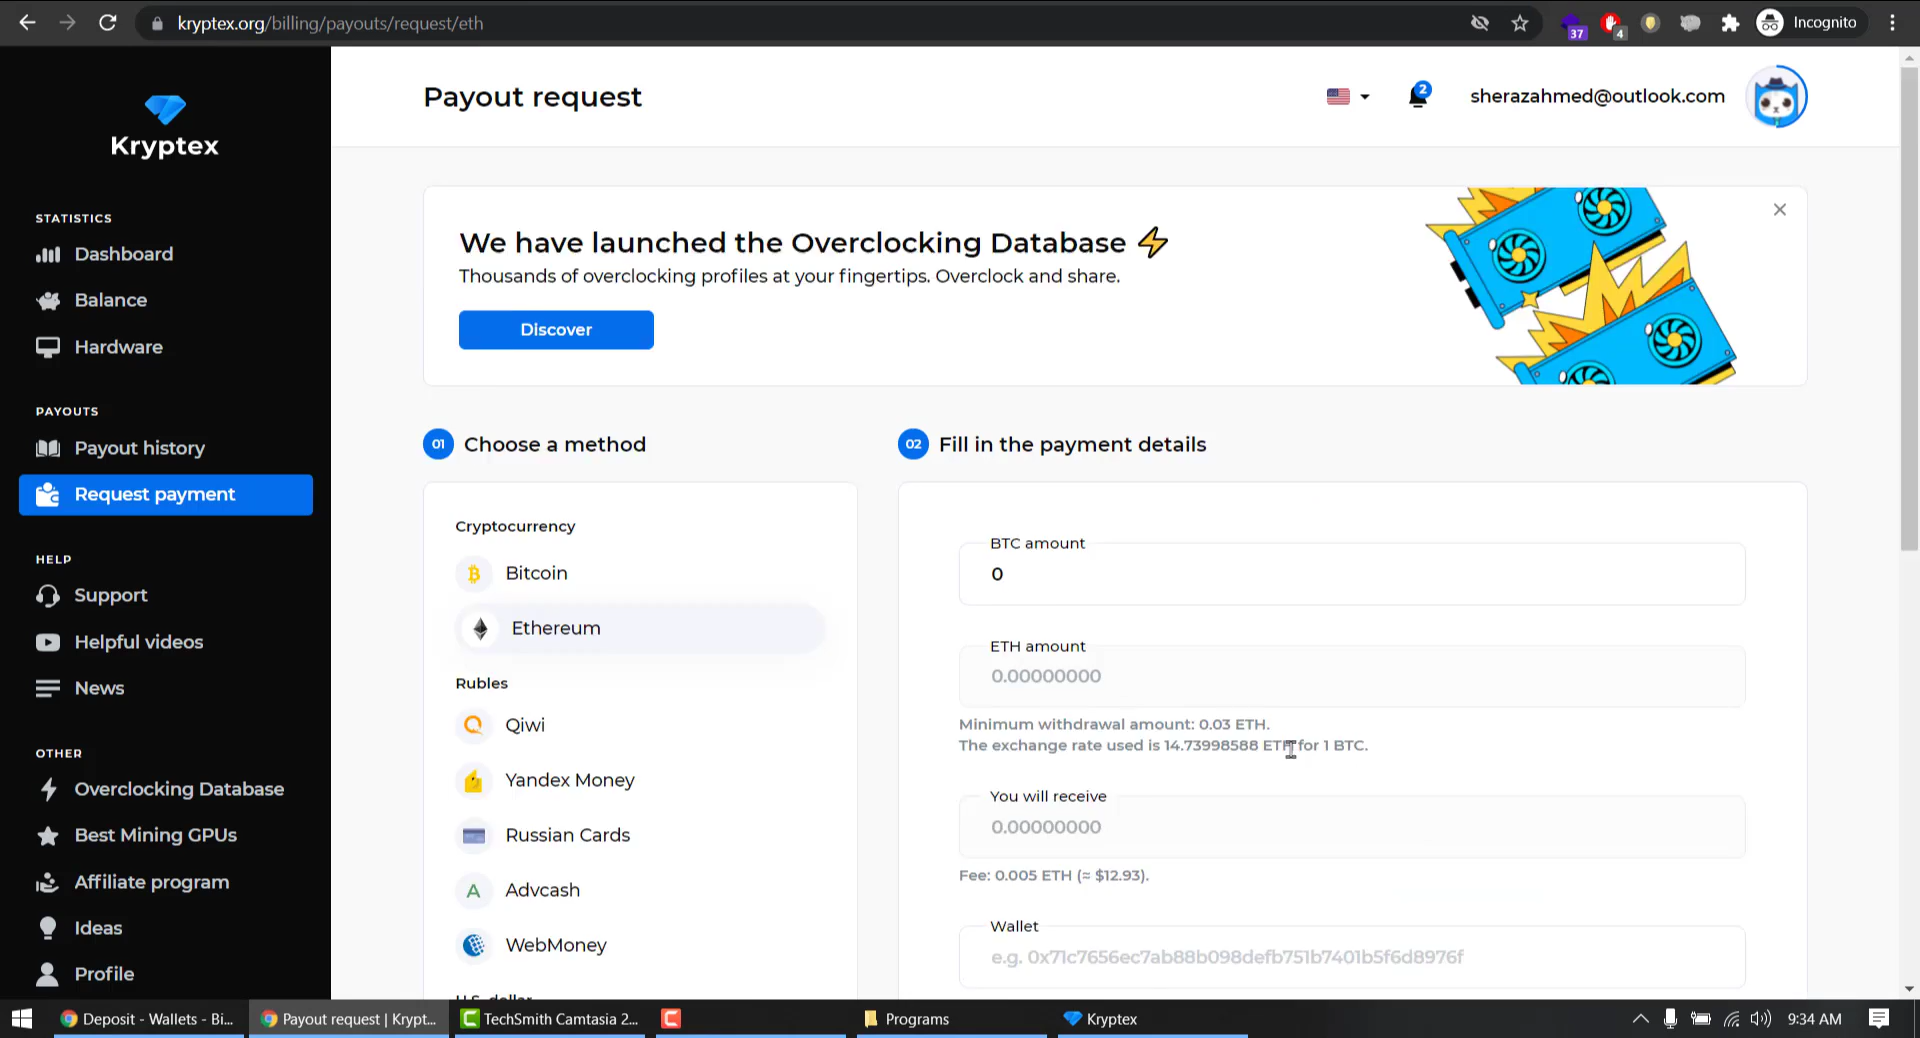 kryptex.org/billing/payouts/request/eth
37
4
Incognito
Kryptex
STATISTICS
Dashboard
Balance
Hardware
PAYOUTS
Payout history
Request payment
HELP
Support
Helpful videos
News
OTHER
Overclocking Database
Best Mining GPUs
Affiliate program
Ideas
Profile
Payout request
2
sherazahmed@outlook.com
We have launched the Overclocking Database
Thousands of overclocking profiles at your fingertips. Overclock and share.
Discover
01 Choose a method
Cryptocurrency
Bitcoin
Ethereum
Rubles
Qiwi
Yandex Money
Russian Cards
Advcash
WebMoney
U.S. dollar
02 Fill in the payment details
BTC amount
0
ETH amount
0.00000000
Minimum withdrawal amount: 0.03 ETH.
The exchange rate used is 14.73998588 ETH for 1 BTC.
You will receive
0.00000000
Fee: 0.005 ETH (≈ $12.93).
Wallet
e.g. 0x71c7656ec7ab88b098defb751b7401b5f6d8976f
Deposit - Wallets - Bi...
Payout request | Krypt...
TechSmith Camtasia 2...
Programs
Kryptex
9:34 AM